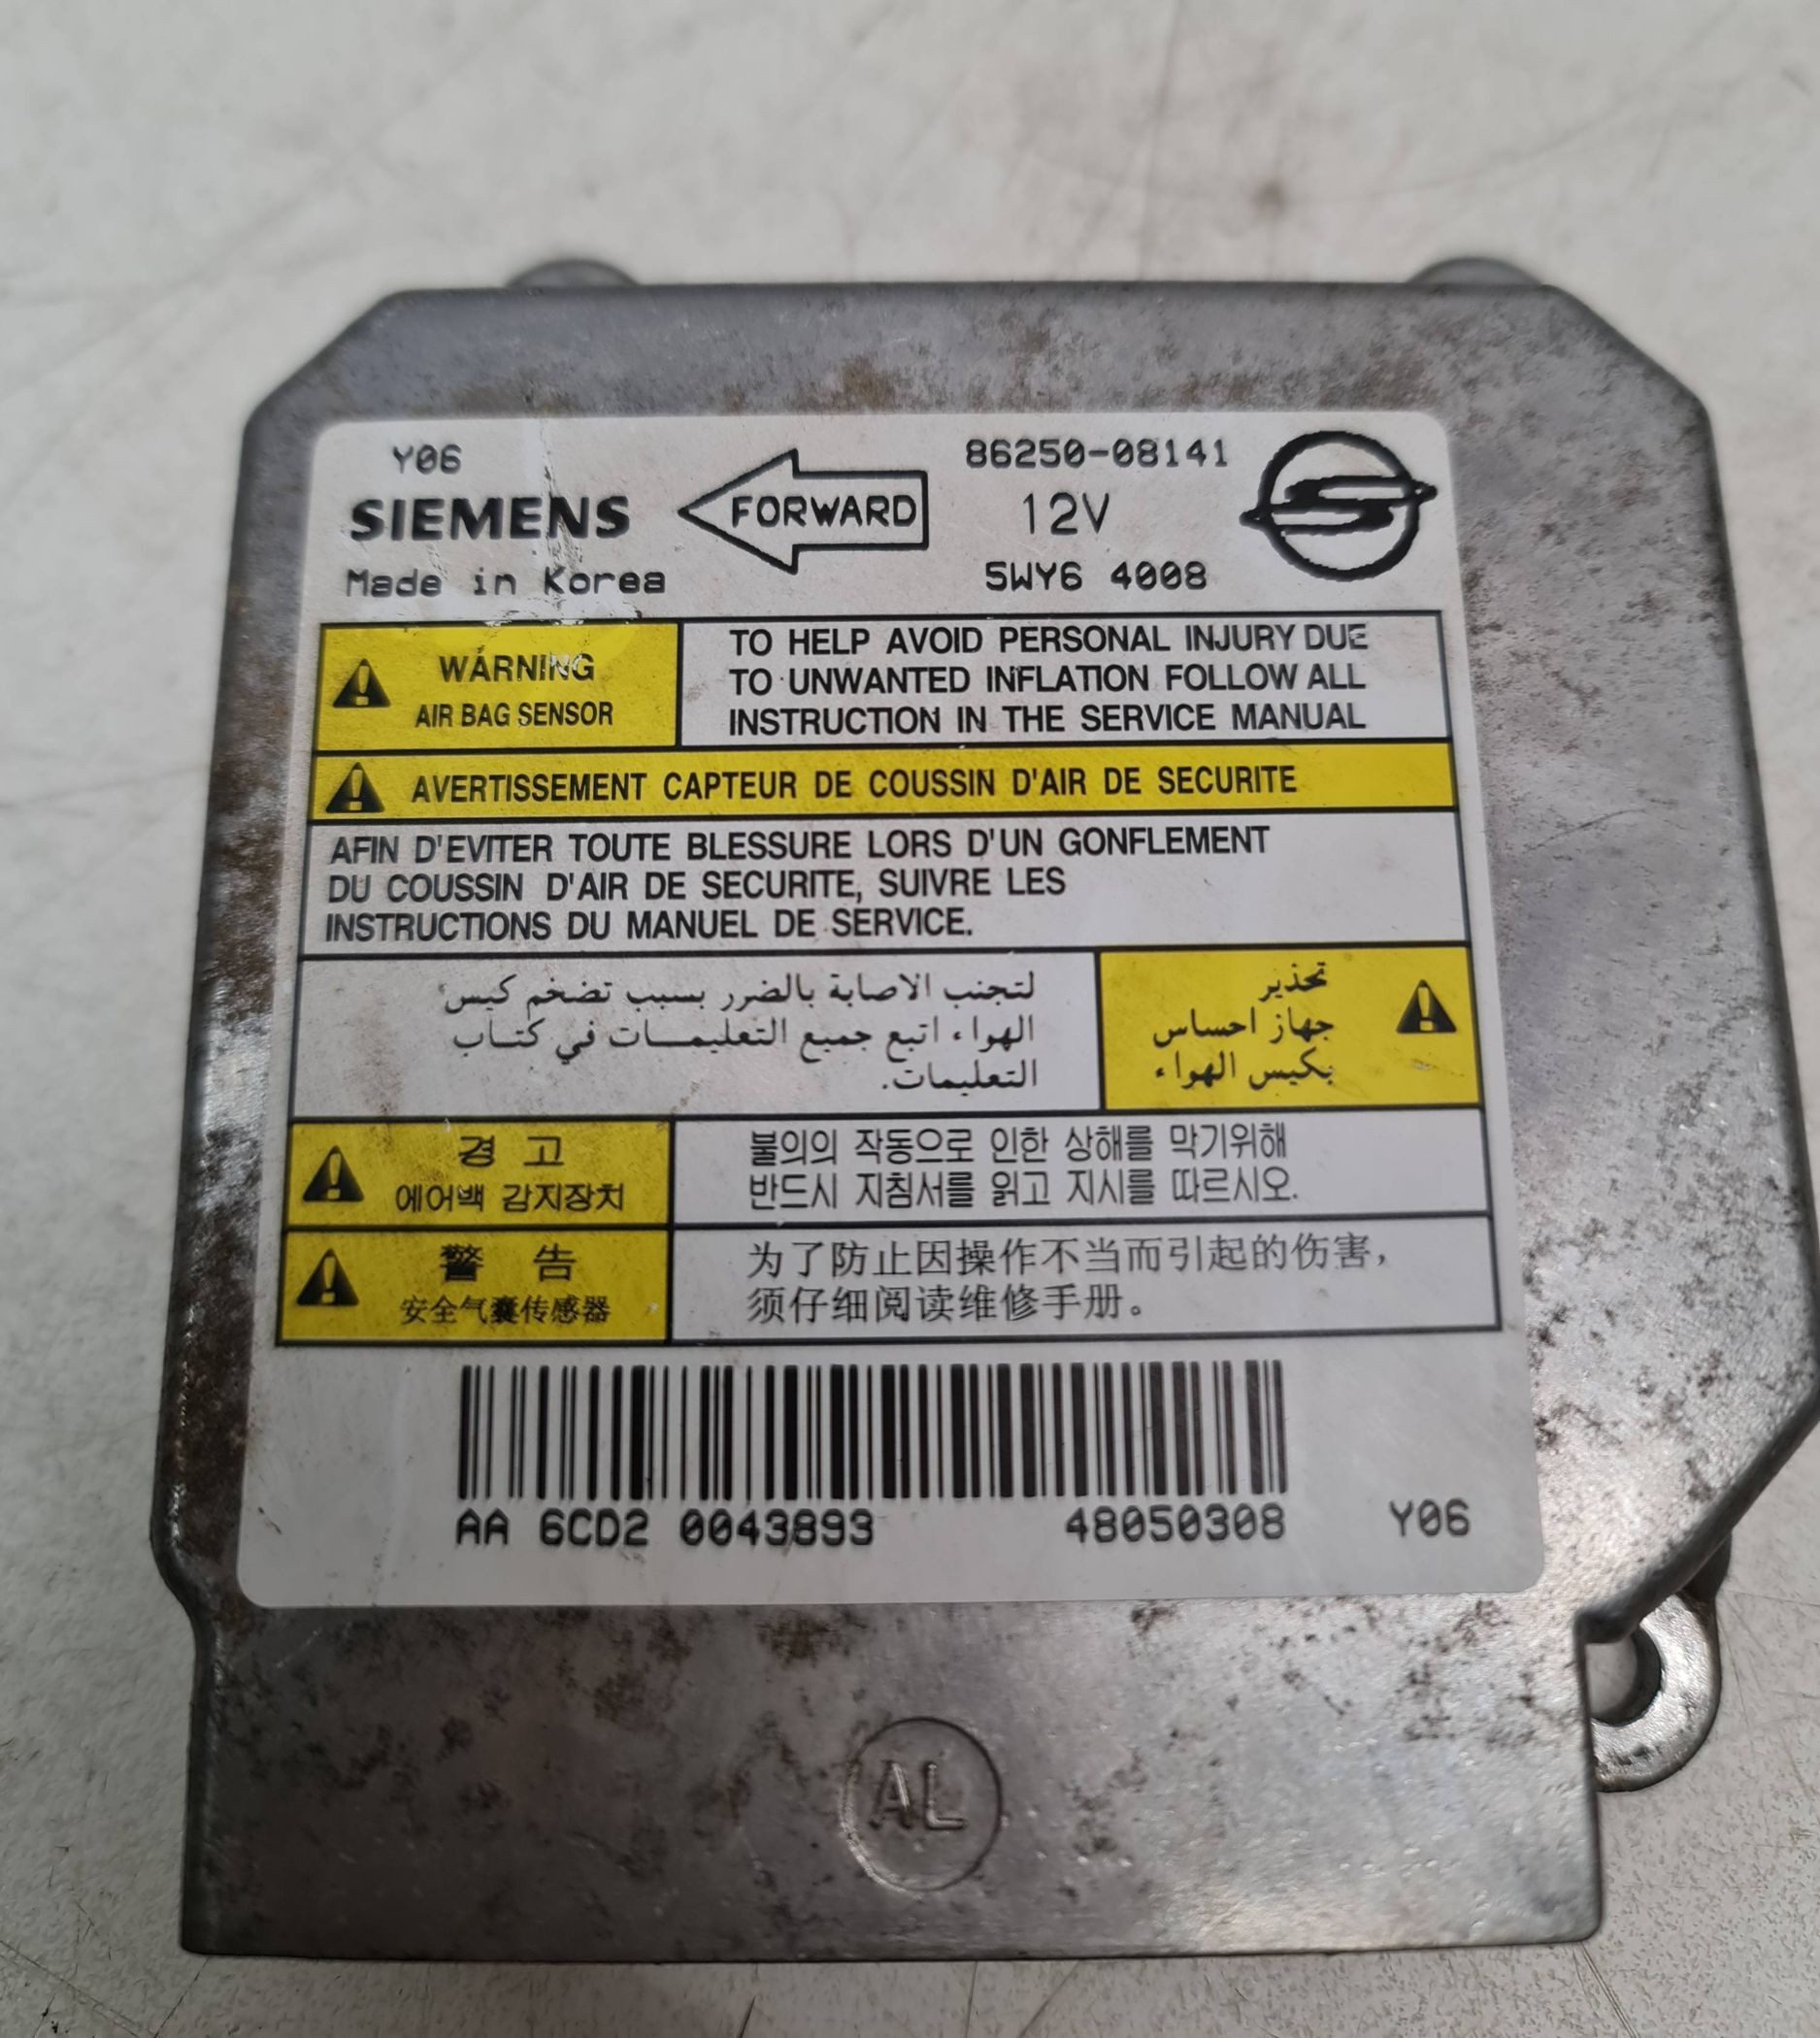 Y06
SIEMENS
Made in Korea
FORWARD
86250-08141
12V
5WY6 4008
WARNING
AIR BAG SENSOR
TO HELP AVOID PERSONAL INJURY DUE
TO UNWANTED INFLATION FOLLOW ALL
INSTRUCTION IN THE SERVICE MANUAL
AVERTISSEMENT CAPTEUR DE COUSSIN D'AIR DE SECURITE
AFIN D'EVITER TOUTE BLESSURE LORS D'UN GONFLEMENT
DU COUSSIN D'AIR DE SECURITE, SUIVRE LES
INSTRUCTIONS DU MANUEL DE SERVICE.
تحذير
جهاز احساس
بكيس الهواء
لتجنب الاصابة بالضرر بسبب تضخم كيس
الهواء اتبع جميع التعليمـــات في كتــاب
التعليمات.
경 고
에어백 감지장치
불의의 작동으로 인한 상해를 막기위해
반드시 지침서를 읽고 지시를 따르시오.
警 告
安全气囊传感器
为了防止因操作不当而引起的伤害，
须仔细阅读维修手册。
AA 6CD2 0043893 48050308 Y06
AL